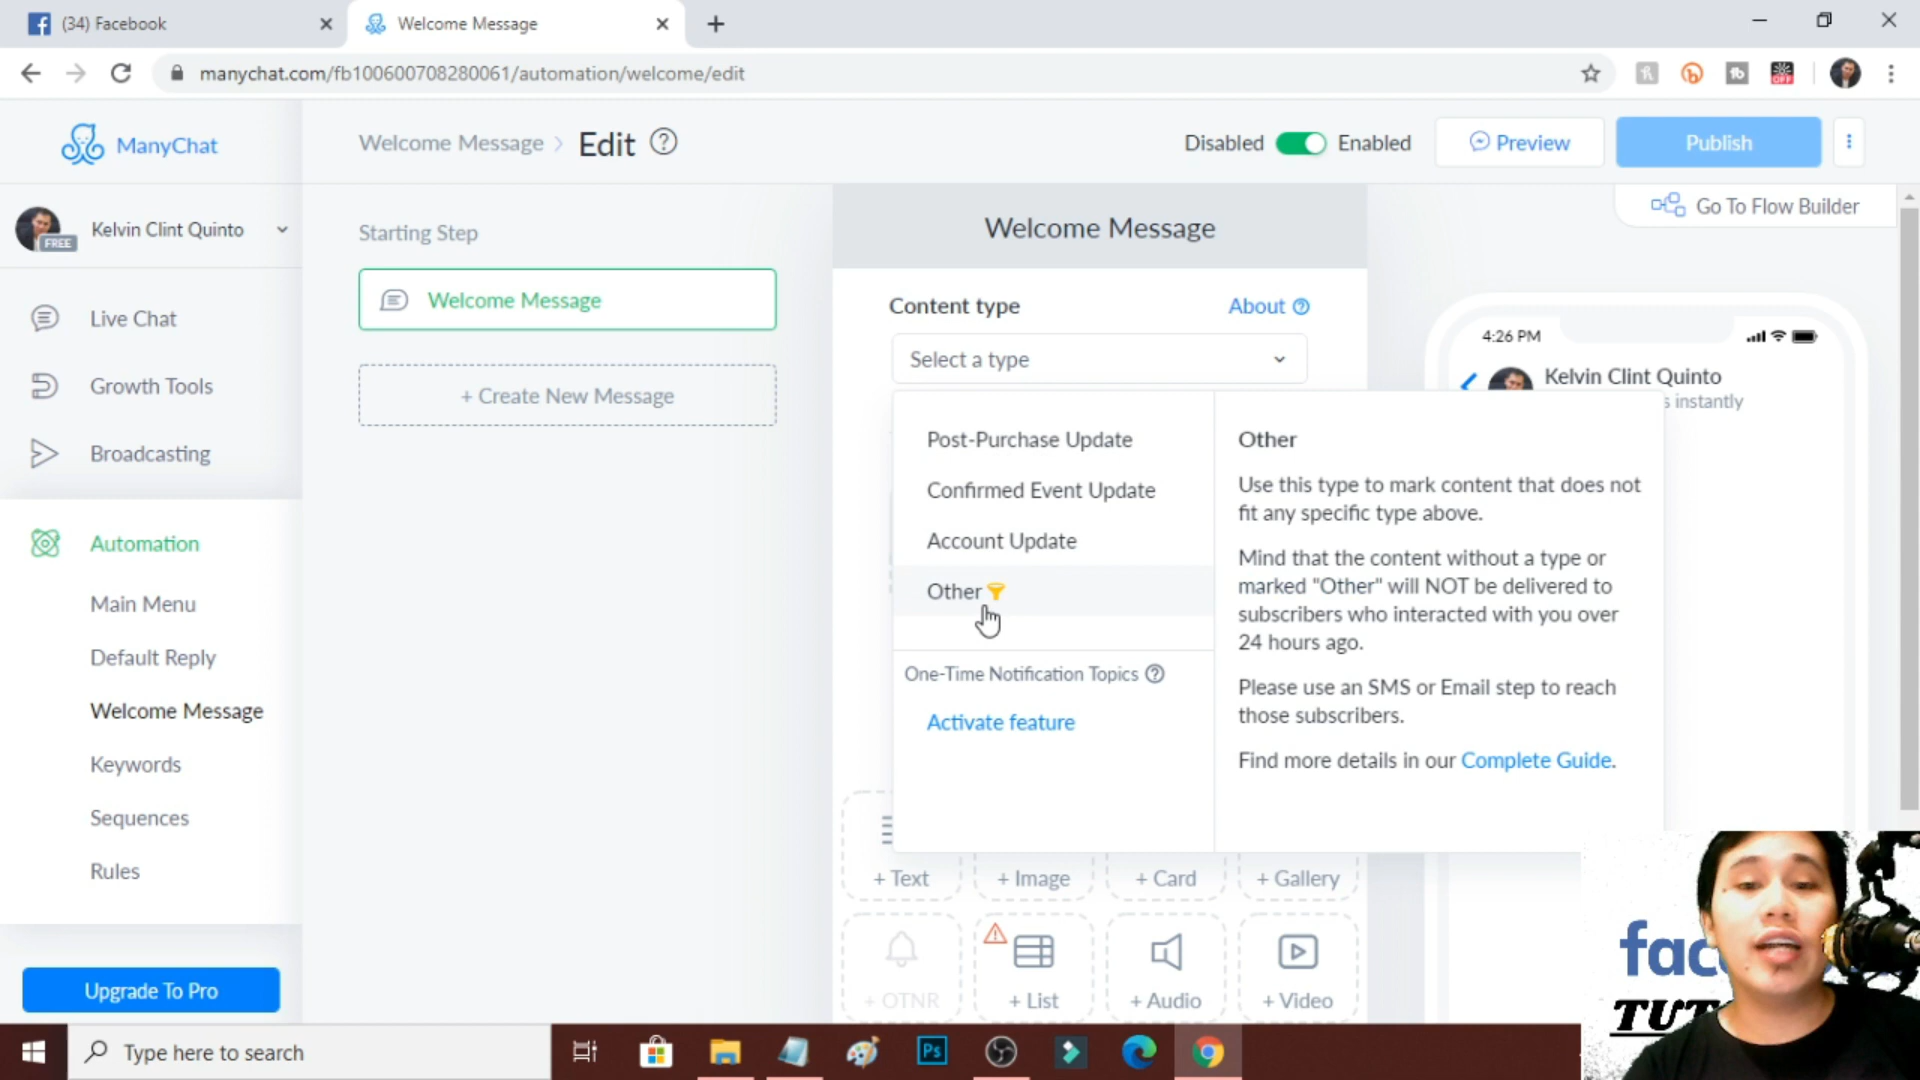 (34) Facebook
Welcome Message
manychat.com/fb100600708280061/automation/welcome/edit
ManyChat
Welcome Message
Edit
Disabled
Enabled
Preview
Publish
Kelvin Clint Quinto
FREE
Starting Step
Welcome Message
Go To Flow Builder
Welcome Message
Content type
About
Select a type
4:26 PM
Kelvin Clint Quinto
s instantly
+ Create New Message
Live Chat
Growth Tools
Broadcasting
Automation
Main Menu
Default Reply
Welcome Message
Keywords
Sequences
Rules
Upgrade To Pro
Post-Purchase Update
Confirmed Event Update
Account Update
Other
One-Time Notification Topics
Activate feature
Other
Use this type to mark content that does not
fit any specific type above.
Mind that the content without a type or
marked "Other" will NOT be delivered to
subscribers who interacted with you over
24 hours ago.
Please use an SMS or Email step to reach
those subscribers.
Find more details in our Complete Guide.
+ Text
+ Image
+ Card
+ Gallery
+ OTNR
+ List
+ Audio
+ Video
Type here to search
Ps